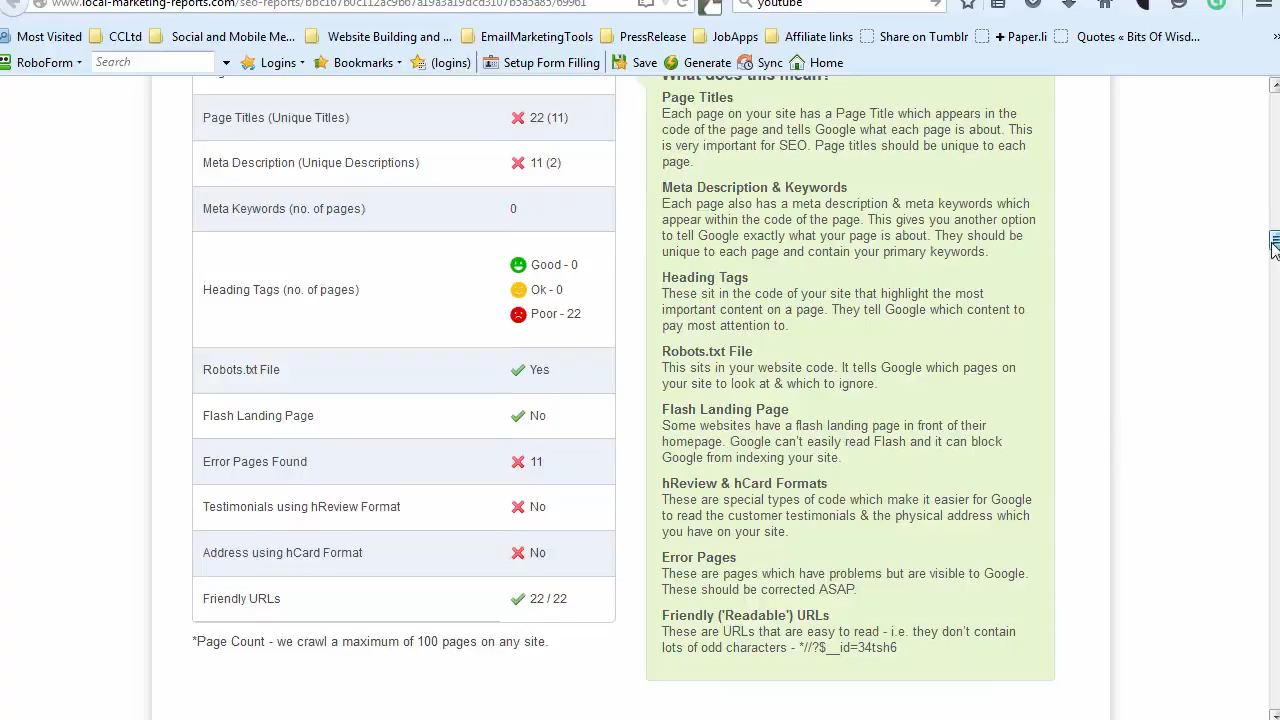 www.local-marketing-reports.com/seo-reports/bbc167b0c112ac9b67a19a3a19dcd3107b5a5a85/69961
youtube
Most Visited CCLtd Social and Mobile Me... Website Building and ... EmailMarketingTools PressRelease JobApps Affiliate links Share on Tumblr + Paper.li Quotes « Bits Of Wisd...
RoboForm Search Logins Bookmarks (logins) Setup Form Filling Save Generate Sync Home
What does this mean?
Page Titles (Unique Titles) 22 (11)
Meta Description (Unique Descriptions) 11 (2)
Meta Keywords (no. of pages) 0
Heading Tags (no. of pages)
Good - 0
Ok - 0
Poor - 22
Robots.txt File Yes
Flash Landing Page No
Error Pages Found 11
Testimonials using hReview Format No
Address using hCard Format No
Friendly URLs 22 / 22
*Page Count - we crawl a maximum of 100 pages on any site.
Page Titles
Each page on your site has a Page Title which appears in the
code of the page and tells Google what each page is about. This
is very important for SEO. Page titles should be unique to each
page.
Meta Description & Keywords
Each page also has a meta description & meta keywords which
appear within the code of the page. This gives you another option
to tell Google exactly what your page is about. They should be
unique to each page and contain your primary keywords.
Heading Tags
These sit in the code of your site that highlight the most
important content on a page. They tell Google which content to
pay most attention to.
Robots.txt File
This sits in your website code. It tells Google which pages on
your site to look at & which to ignore.
Flash Landing Page
Some websites have a flash landing page in front of their
homepage. Google can't easily read Flash and it can block
Google from indexing your site.
hReview & hCard Formats
These are special types of code which make it easier for Google
to read the customer testimonials & the physical address which
you have on your site.
Error Pages
These are pages which have problems but are visible to Google.
These should be corrected ASAP.
Friendly ('Readable') URLs
These are URLs that are easy to read - i.e. they don't contain
lots of odd characters - *//?$__id=34tsh6